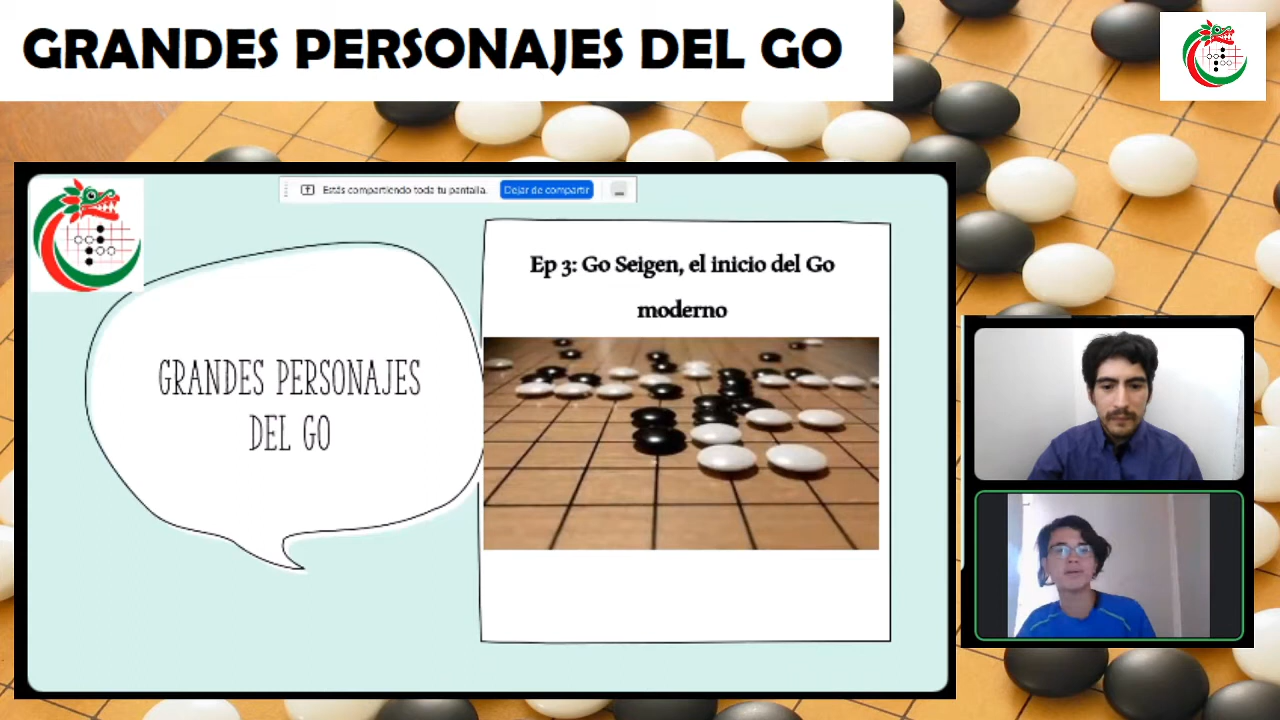 GRANDES PERSONAJES DEL GO
Estás compartiendo toda tu pantalla.
Dejar de compartir
Ep 3: Go Seigen, el inicio del Go
moderno
GRANDES PERSONAJES
DEL GO